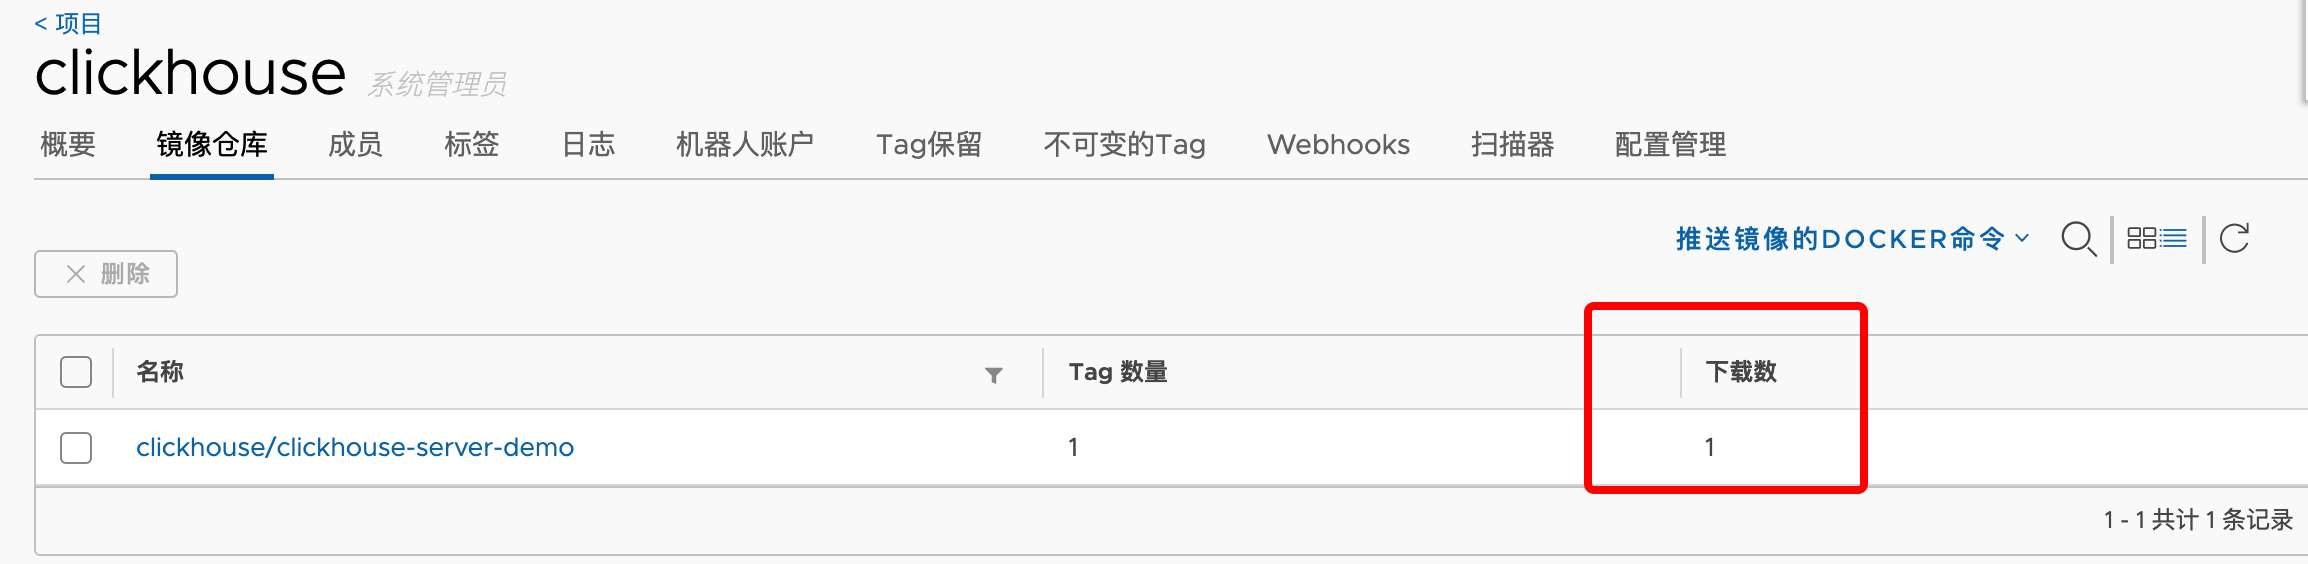 < 项目
clickhouse 系统管理员
概要 镜像仓库 成员 标签 日志 机器人账户 Tag保留 不可变的Tag Webhooks 扫描器 配置管理
推送镜像的DOCKER命令
删除
名称 Tag 数量 下载数
clickhouse/clickhouse-server-demo 1 1
1 - 1 共计 1 条记录